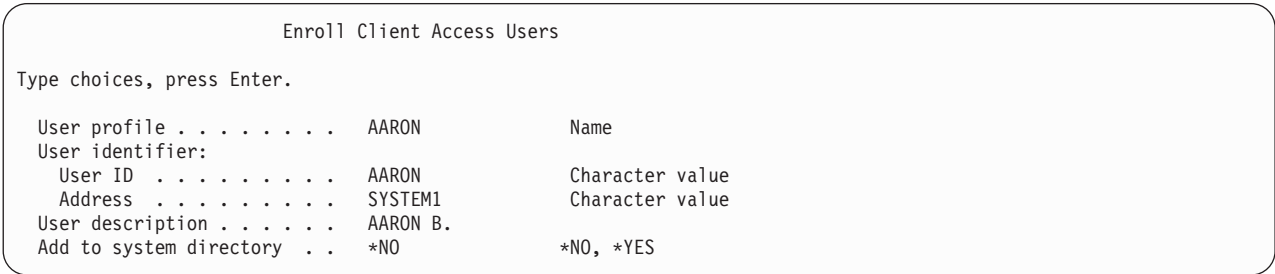 Enroll Client Access Users
Type choices, press Enter.
User profile . . . . . . . . AARON Name
User identifier:
User ID . . . . . . . . . AARON Character value
Address . . . . . . . . . SYSTEM1 Character value
User description . . . . . . AARON B.
Add to system directory . . *NO *NO, *YES